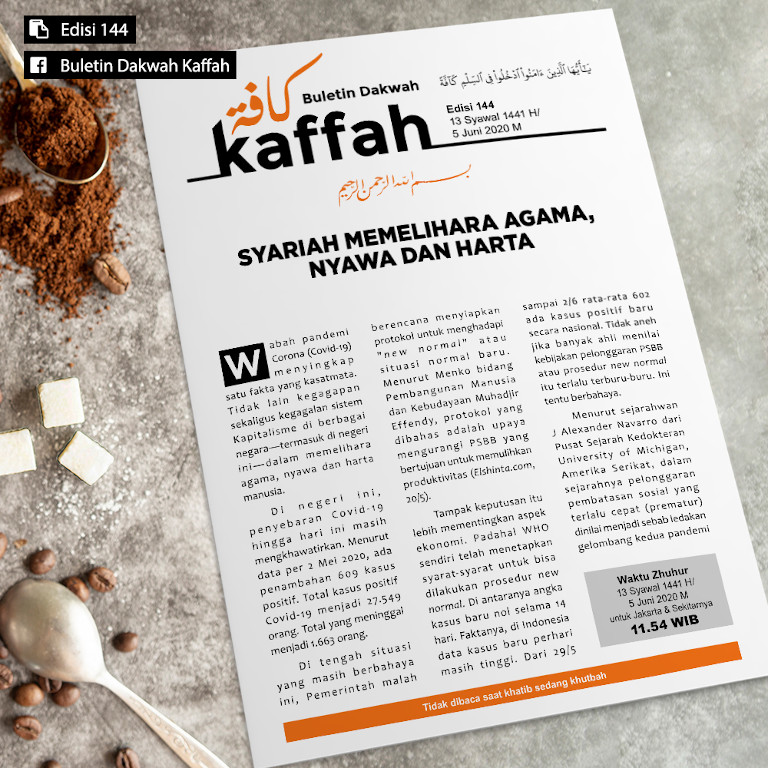 Edisi 144
Buletin Dakwah Kaffah
كافة
Buletin Dakwah
kaffah
يَٰٓأَيُّهَا ٱلَّذِينَ ءَامَنُوا۟ ٱدْخُلُوا۟ فِى ٱلسِّلْمِ كَآفَّةً
Edisi 144
13 Syawal 1441 H/
5 Juni 2020 M
بسم الله الرحمن الرحيم
SYARIAH MEMELIHARA AGAMA,
NYAWA DAN HARTA
Wabah pandemi
Corona (Covid-19)
menyingkap
satu fakta yang kasatmata.
Tidak lain kegagapan
sekaligus kegagalan sistem
Kapitalisme di berbagai
negara—termasuk di negeri
ini—dalam memelihara
agama, nyawa dan harta
manusia.
Di negeri ini,
penyebaran Covid-19
hingga hari ini masih
mengkhawatirkan. Menurut
data per 2 Mei 2020, ada
penambahan 609 kasus
positif. Total kasus positif
Covid-19 menjadi 27.549
orang. Total yang meninggal
menjadi 1.663 orang.
Di tengah situasi
yang masih berbahaya
ini, Pemerintah malah
berencana menyiapkan
protokol untuk menghadapi
"new normal" atau
situasi normal baru.
Menurut Menko bidang
Pembangunan Manusia
dan Kebudayaan Muhadjir
Effendy, protokol yang
dibahas adalah upaya
mengurangi PSBB yang
bertujuan untuk memulihkan
produktivitas (Elshinta.com,
20/5).
Tampak keputusan itu
lebih mementingkan aspek
ekonomi. Padahal WHO
sendiri telah menetapkan
syarat-syarat untuk bisa
dilakukan prosedur new
normal. Di antaranya angka
kasus baru nol selama 14
hari. Faktanya, di Indonesia
data kasus baru perhari
masih tinggi. Dari 29/5
sampai 2/6 rata-rata 602
ada kasus positif baru
secara nasional. Tidak aneh
jika banyak ahli menilai
kebijakan pelonggaran PSBB
atau prosedur new normal
itu terlalu terburu-buru. Ini
tentu berbahaya.
Menurut sejarahwan
J Alexander Navarro dari
Pusat Sejarah Kedokteran
University of Michigan,
Amerika Serikat, dalam
sejarahnya pelonggaran
pembatasan sosial yang
terlalu cepat (prematur)
dinilai menjadi sebab ledakan
gelombang kedua pandemi
Waktu Zhuhur
13 Syawal 1441 H/
5 Juni 2020 M
untuk Jakarta & Sekitarnya
11.54 WIB
Tidak dibaca saat khatib sedang khutbah